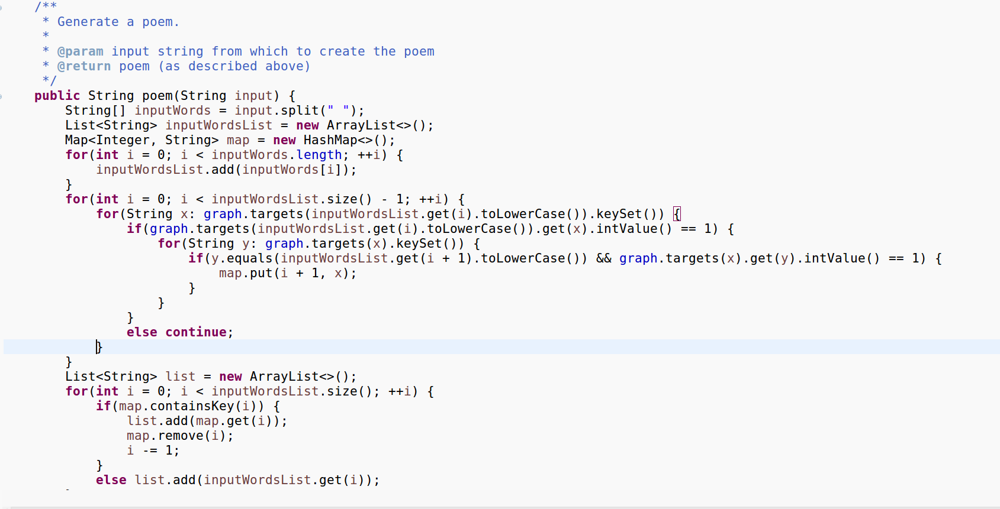 /**
 * Generate a poem.
 *
 * @param input string from which to create the poem
 * @return poem (as described above)
 */
public String poem(String input) {
    String[] inputWords = input.split(" ");
    List<String> inputWordsList = new ArrayList<>();
    Map<Integer, String> map = new HashMap<>();
    for(int i = 0; i < inputWords.length; ++i) {
        inputWordsList.add(inputWords[i]);
    }
    for(int i = 0; i < inputWordsList.size() - 1; ++i) {
        for(String x: graph.targets(inputWordsList.get(i).toLowerCase()).keySet()) {
            if(graph.targets(inputWordsList.get(i).toLowerCase()).get(x).intValue() == 1) {
                for(String y: graph.targets(x).keySet()) {
                    if(y.equals(inputWordsList.get(i + 1).toLowerCase()) && graph.targets(x).get(y).intValue() == 1) {
                        map.put(i + 1, x);
                    }
                }
            }
            else continue;
        }
    }
    List<String> list = new ArrayList<>();
    for(int i = 0; i < inputWordsList.size(); ++i) {
        if(map.containsKey(i)) {
            list.add(map.get(i));
            map.remove(i);
            i -= 1;
        }
        else list.add(inputWordsList.get(i));